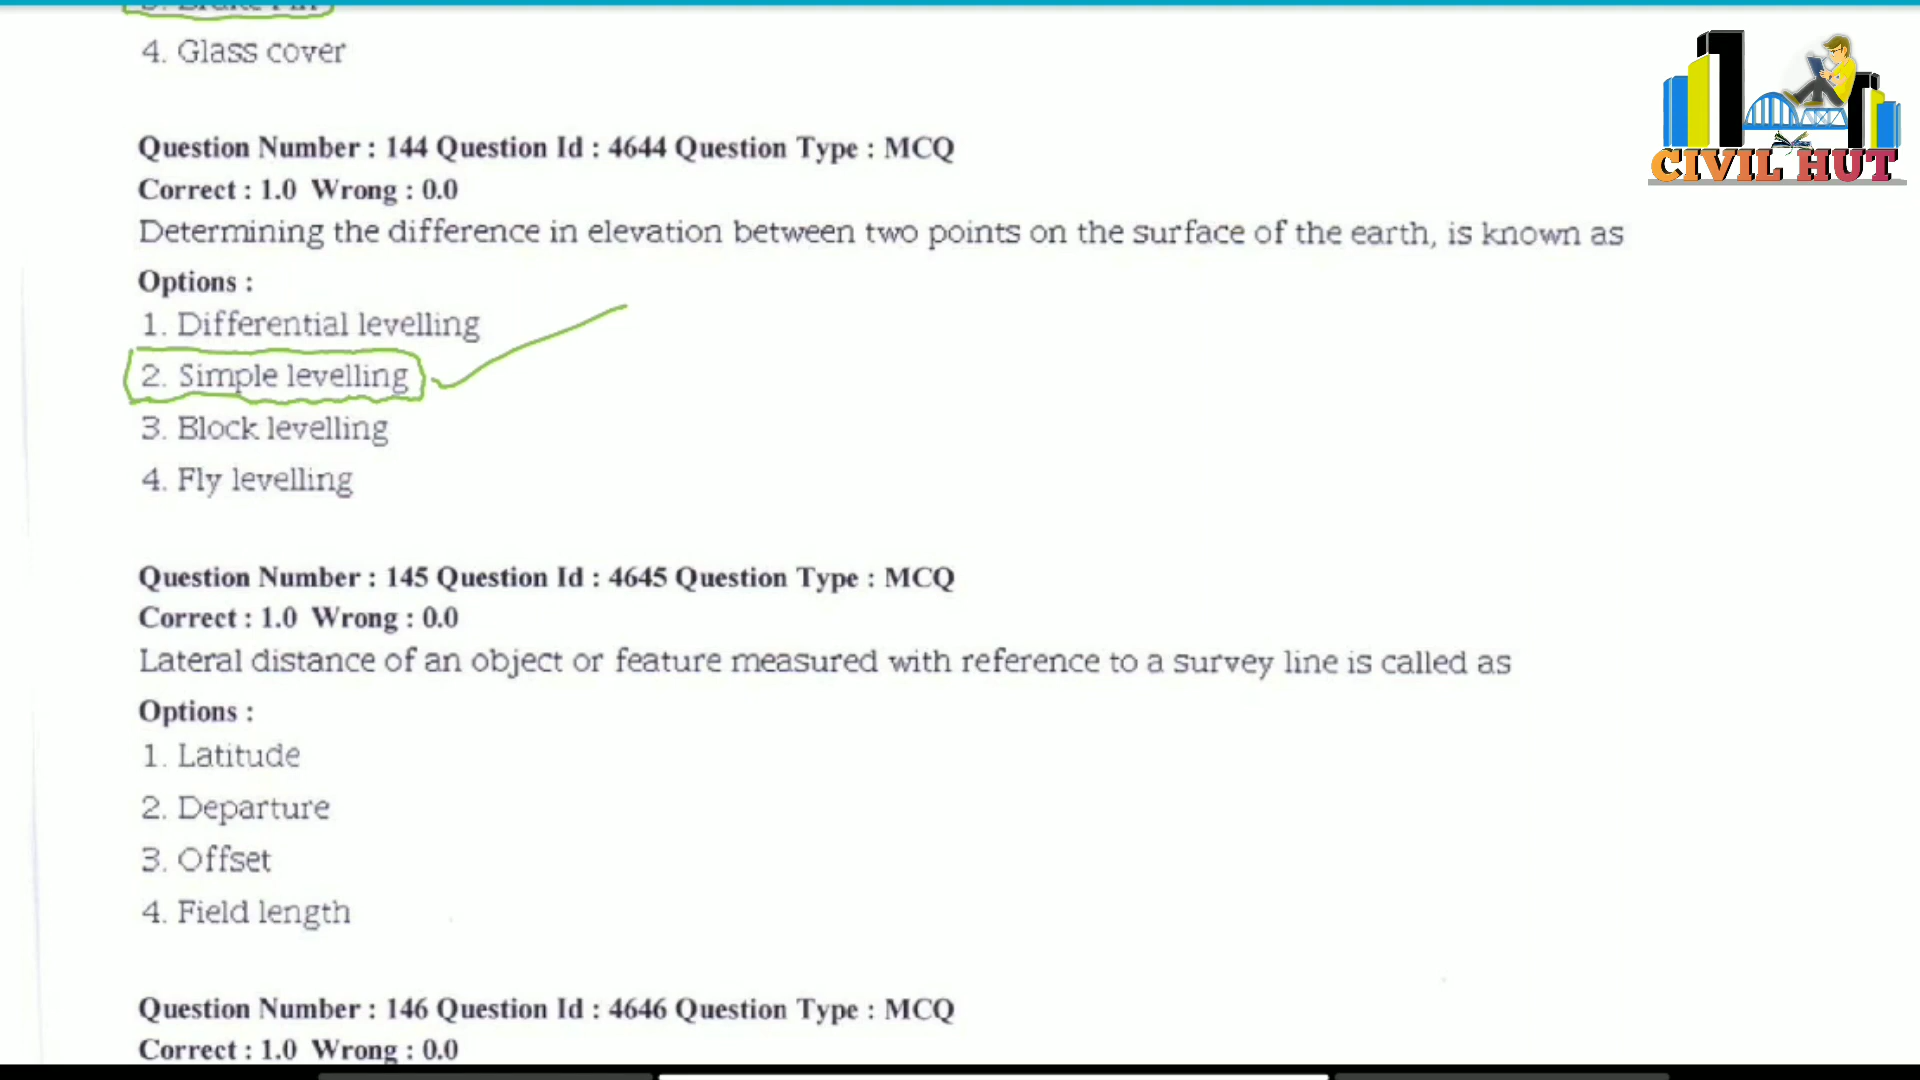 4. Glass cover
CIVIL HUT
Question Number : 144 Question Id : 4644 Question Type : MCQ
Correct : 1.0 Wrong : 0.0
Determining the difference in elevation between two points on the surface of the earth, is known as
Options :
1. Differential levelling
2. Simple levelling
3. Block levelling
4. Fly levelling
Question Number : 145 Question Id : 4645 Question Type : MCQ
Correct : 1.0 Wrong : 0.0
Lateral distance of an object or feature measured with reference to a survey line is called as
Options :
1. Latitude
2. Departure
3. Offset
4. Field length
Question Number : 146 Question Id : 4646 Question Type : MCQ
Correct : 1.0 Wrong : 0.0